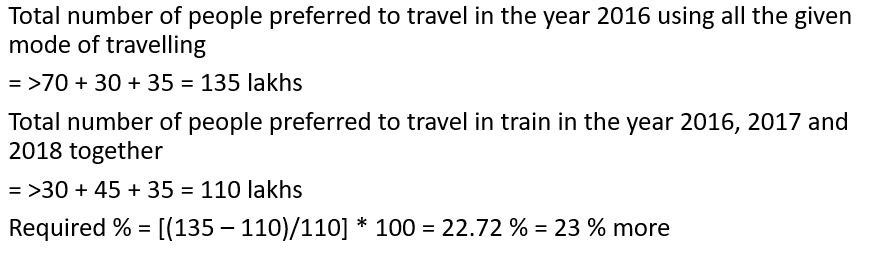 Total number of people preferred to travel in the year 2016 using all the given
mode of travelling
= >70 + 30 + 35 = 135 lakhs
Total number of people preferred to travel in train in the year 2016, 2017 and
2018 together
= >30 + 45 + 35 = 110 lakhs
Required % = [(135 – 110)/110] * 100 = 22.72 % = 23 % more